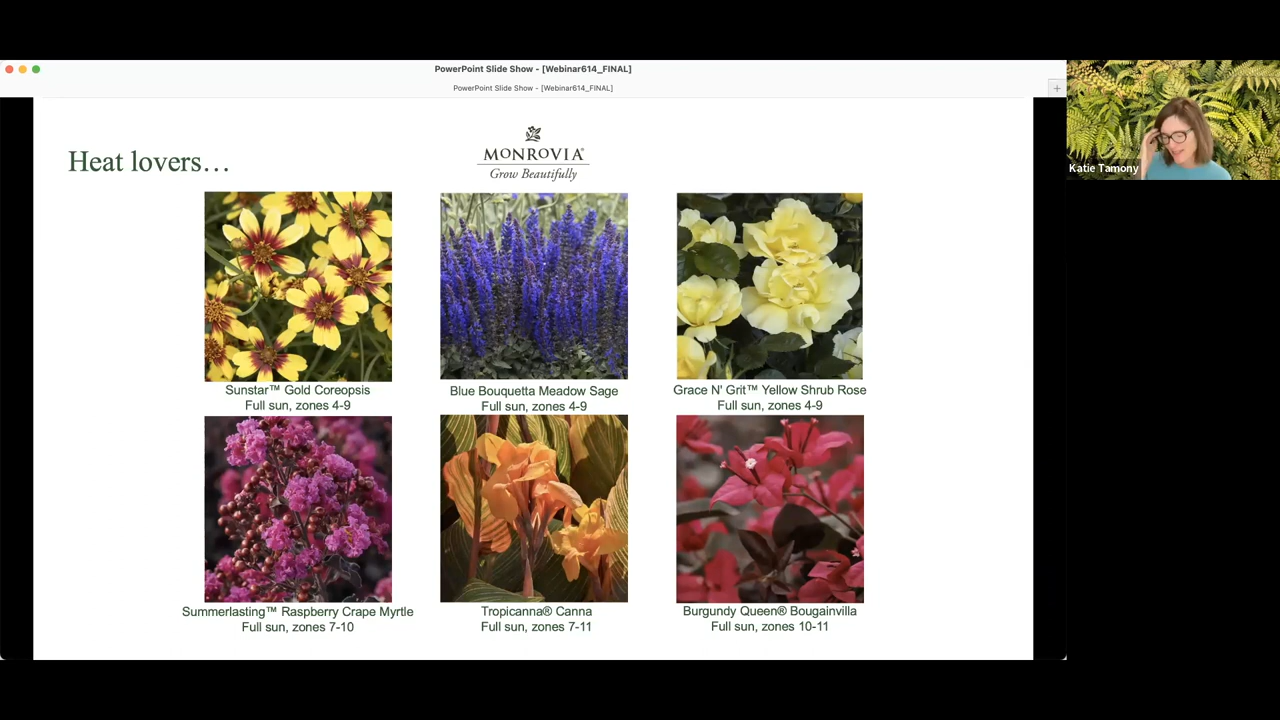 PowerPoint Slide Show - [Webinar614_FINAL]
PowerPoint Slide Show - [Webinar614_FINAL]
+
Katie Tamony
Heat lovers…
MONROVIA®
Grow Beautifully
Sunstar™ Gold Coreopsis
Full sun, zones 4-9
Blue Bouquetta Meadow Sage
Full sun, zones 4-9
Grace N' Grit™ Yellow Shrub Rose
Full sun, zones 4-9
Summerlasting™ Raspberry Crape Myrtle
Full sun, zones 7-10
Tropicanna® Canna
Full sun, zones 7-11
Burgundy Queen® Bougainvilla
Full sun, zones 10-11